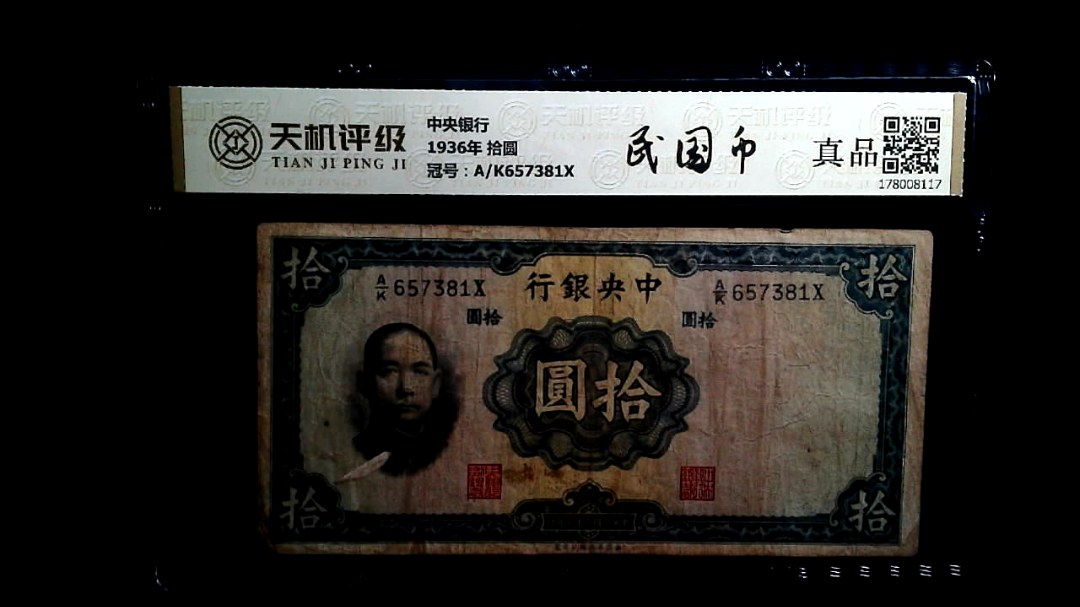 天机评级
TIAN JI PING JI
中央银行
1936年 拾圆
冠号：A/K657381X
民国币
真品
178008117
拾
拾
A/K 657381X
行銀央中
A/K 657381X
圓拾
圓拾
圓拾
拾
拾